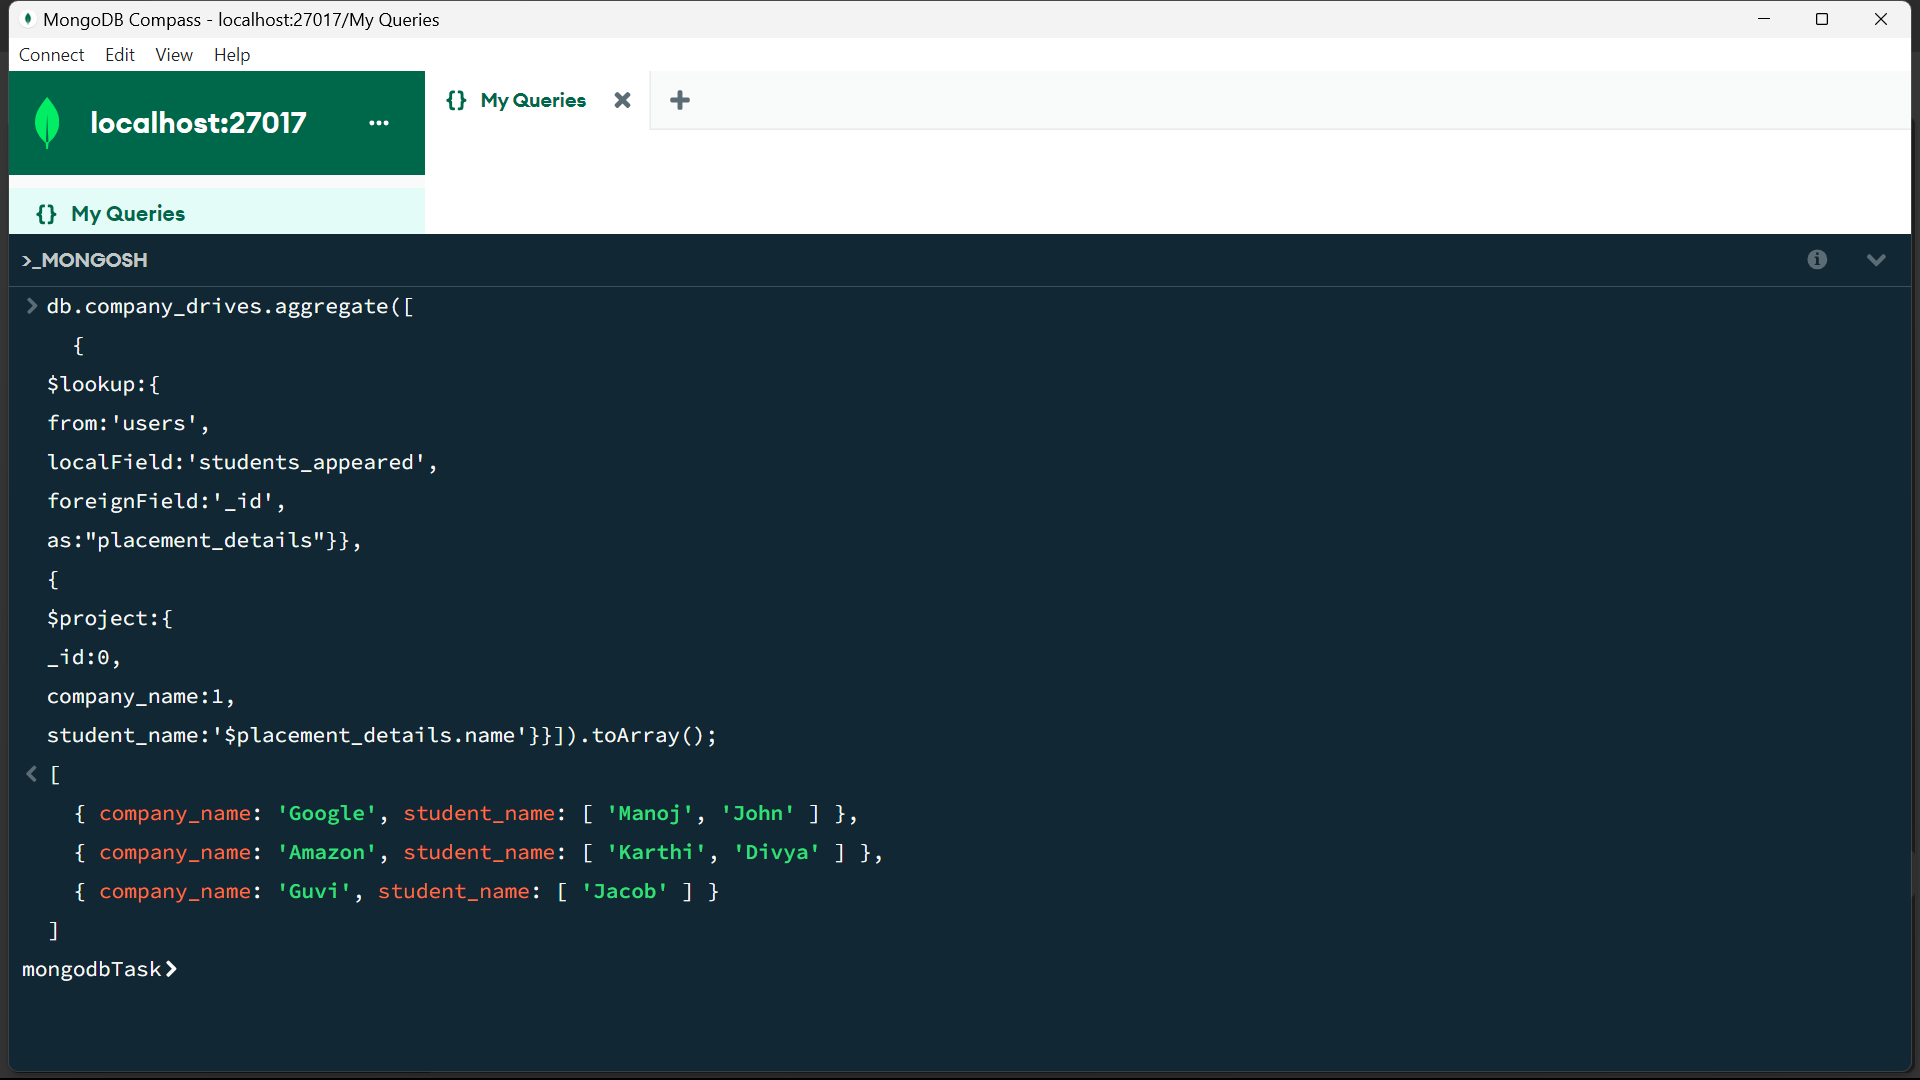 MongoDB Compass - localhost:27017/My Queries
Connect Edit View Help
localhost:27017 ...
{} My Queries
{} My Queries
>_MONGOSH
> db.company_drives.aggregate([
{
$lookup:{
from:'users',
localField:'students_appeared',
foreignField:'_id',
as:"placement_details"}},
{
$project:{
_id:0,
company_name:1,
student_name:'$placement_details.name'}}]).toArray();
< [
{ company_name: 'Google', student_name: [ 'Manoj', 'John' ] },
{ company_name: 'Amazon', student_name: [ 'Karthi', 'Divya' ] },
{ company_name: 'Guvi', student_name: [ 'Jacob' ] }
]
mongodbTask>